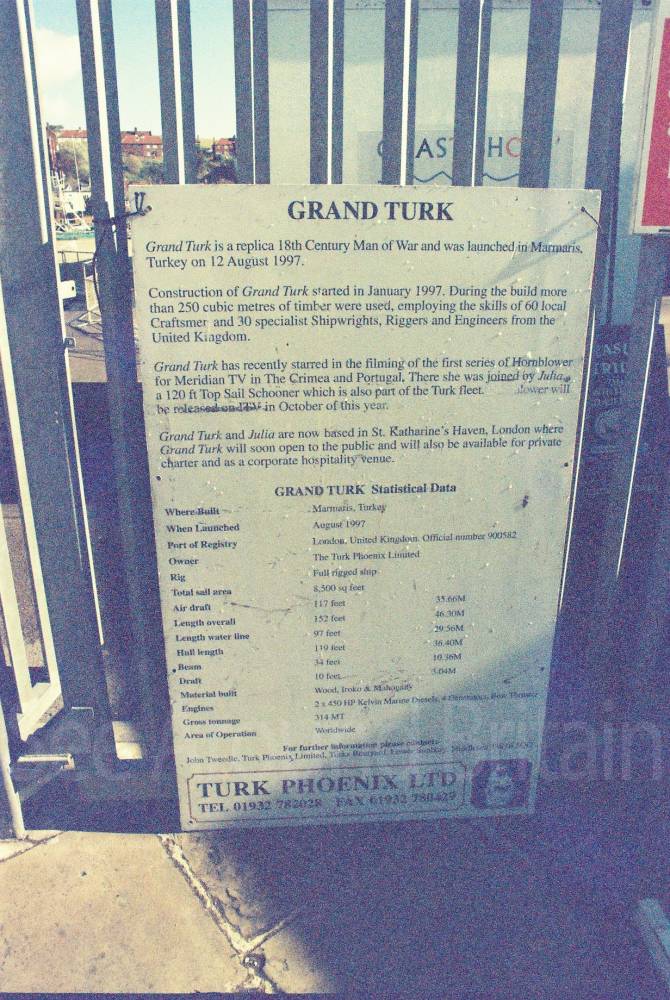 GRAND TURK
Grand Turk is a replica 18th Century Man of War and was launched in Marmaris,
Turkey on 12 August 1997.
Construction of Grand Turk started in January 1997. During the build more
than 250 cubic metres of timber were used, employing the skills of 60 local
Craftsmer and 30 specialist Shipwrights, Riggers and Engineers from the
United Kingdom.
Grand Turk has recently starred in the filming of the first series of Hornblower
for Meridian TV in The Crimea and Portugal, There she was joined by Julia,
a 120 ft Top Sail Schooner which is also part of the Turk fleet. blower will
be released on ITV in October of this year.
Grand Turk and Julia are now based in St. Katharine's Haven, London where
Grand Turk will soon open to the public and will also be available for private
charter and as a corporate hospitality venue.
GRAND TURK Statistical Data
Where Built Marmaris, Turkey
When Launched August 1997
Port of Registry London, United Kingdom. Official number 900582
Owner The Turk Phoenix Limited
Rig Full rigged ship
Total sail area 8,500 sq feet
Air draft 117 feet 35.66M
Length overall 152 feet 46.30M
Length water line 97 feet 29.56M
Hull length 119 feet 36.40M
Beam 34 feet 10.36M
Draft 10 feet 3.04M
Material built Wood, Iroko & Mahogany
Engines 2 x 450 HP Kelvin Marine Diesels, 4 Generators, Bow Thruster
Gross tonnage 314 MT
Area of Operation Worldwide
For further information please contact:
John Tweedie, Turk Phoenix Limited,
TURK PHOENIX LTD
TEL 01932 782028 FAX 01932 780429
Britain